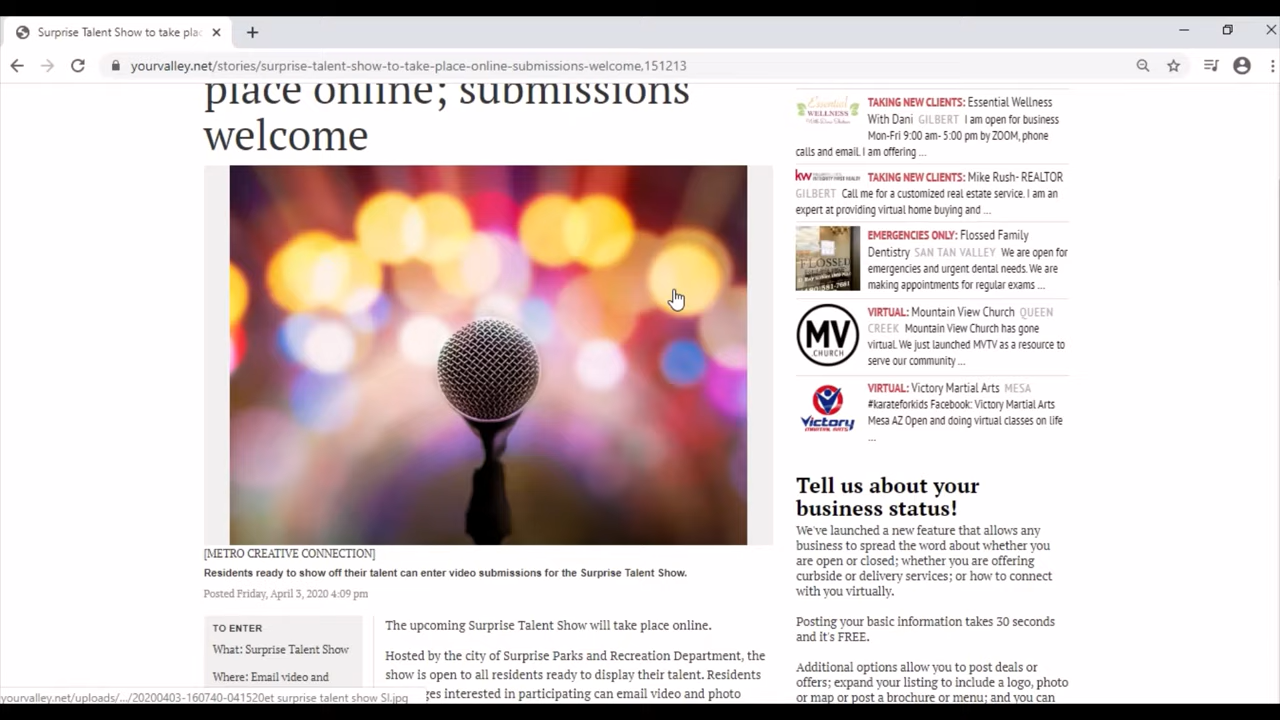 Surprise Talent Show to take pla
yourvalley.net/stories/surprise-talent-show-to-take-place-online-submissions-welcome,151213
place online; submissions
welcome
[METRO CREATIVE CONNECTION]
Residents ready to show off their talent can enter video submissions for the Surprise Talent Show.
Posted Friday, April 3, 2020 4:09 pm
TO ENTER
What: Surprise Talent Show
Where: Email video and
The upcoming Surprise Talent Show will take place online.
Hosted by the city of Surprise Parks and Recreation Department, the
show is open to all residents ready to display their talent. Residents
ges interested in participating can email video and photo
yourvalley.net/uploads/.../20200403-160740-041520et surprise talent show SI.jpg
Essential
WELLNESS
TAKING NEW CLIENTS: Essential Wellness
With Dani GILBERT I am open for business
Mon-Fri 9:00 am- 5:00 pm by ZOOM, phone
calls and email. I am offering ...
kw
TAKING NEW CLIENTS: Mike Rush- REALTOR
GILBERT Call me for a customized real estate service. I am an
expert at providing virtual home buying and ...
FLOSSED
EMERGENCIES ONLY: Flossed Family
Dentistry SAN TAN VALLEY We are open for
emergencies and urgent dental needs. We are
making appointments for regular exams ...
MV
CHURCH
VIRTUAL: Mountain View Church QUEEN
CREEK Mountain View Church has gone
virtual. We just launched MVTV as a resource to
serve our community ...
VICTORY
VIRTUAL: Victory Martial Arts MESA
#karateforkids Facebook: Victory Martial Arts
Mesa AZ Open and doing virtual classes on life
...
Tell us about your
business status!
We've launched a new feature that allows any
business to spread the word about whether you
are open or closed; whether you are offering
curbside or delivery services; or how to connect
with you virtually.
Posting your basic information takes 30 seconds
and it's FREE.
Additional options allow you to post deals or
offers; expand your listing to include a logo, photo
or map or post a brochure or menu; and you can